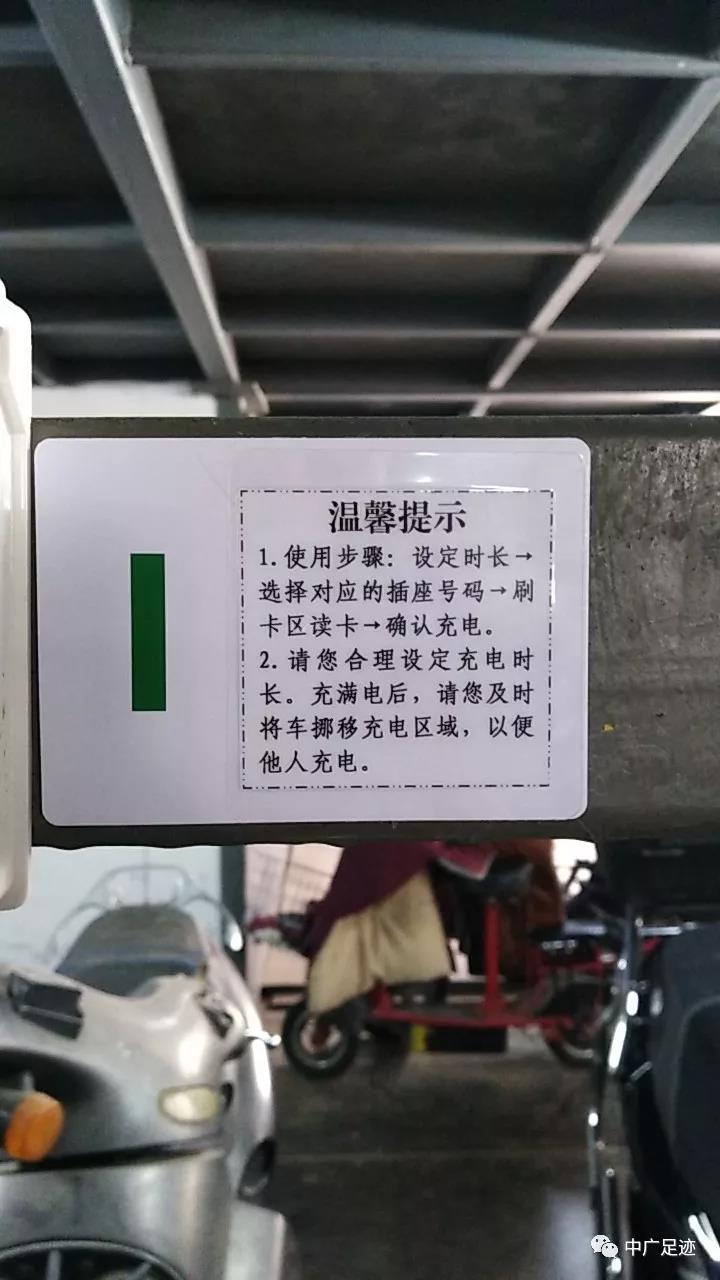 温馨提示
1.使用步骤：设定时长→
选择对应的插座号码→刷
卡区读卡→确认充电。
2.请您合理设定充电时
长。充满电后，请您及时
将车挪移充电区域，以便
他人充电。
中广足迹